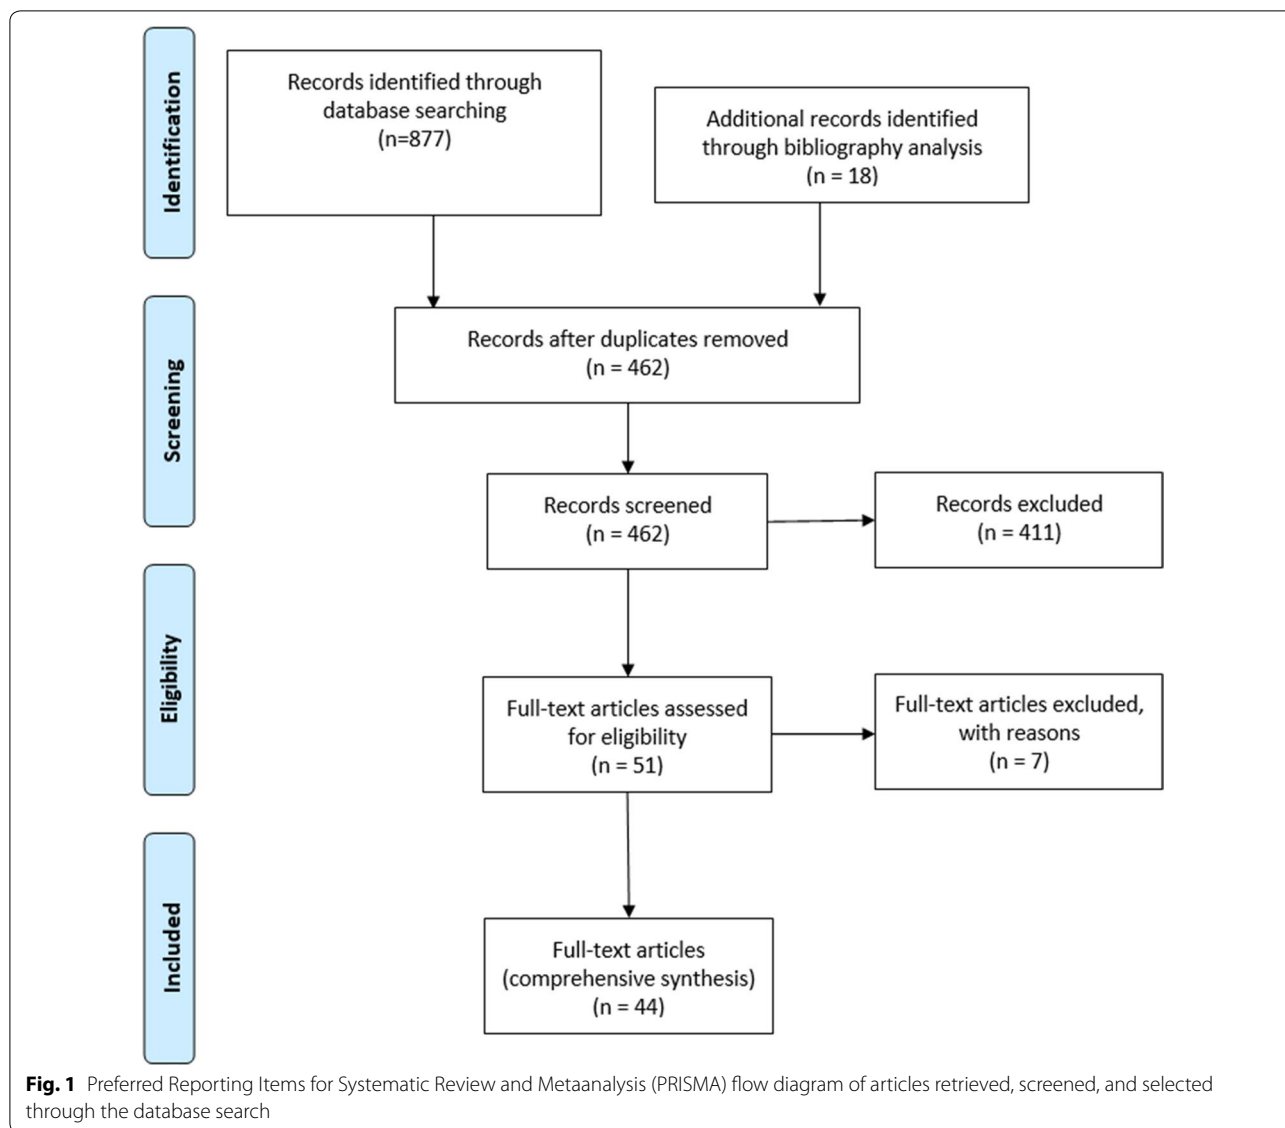 Identification
Records identified through
database searching
(n=877)
Additional records identified
through bibliography analysis
(n = 18)
Screening
Records after duplicates removed
(n = 462)
Records screened
(n = 462)
Records excluded
(n = 411)
Eligibility
Full-text articles assessed
for eligibility
(n = 51)
Full-text articles excluded,
with reasons
(n = 7)
Included
Full-text articles
(comprehensive synthesis)
(n = 44)
Fig. 1 Preferred Reporting Items for Systematic Review and Metaanalysis (PRISMA) flow diagram of articles retrieved, screened, and selected
through the database search